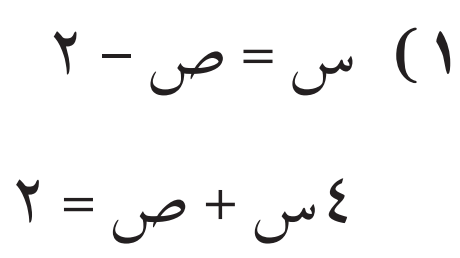 ١) س = ص − ٢
٤س + ص = ٢